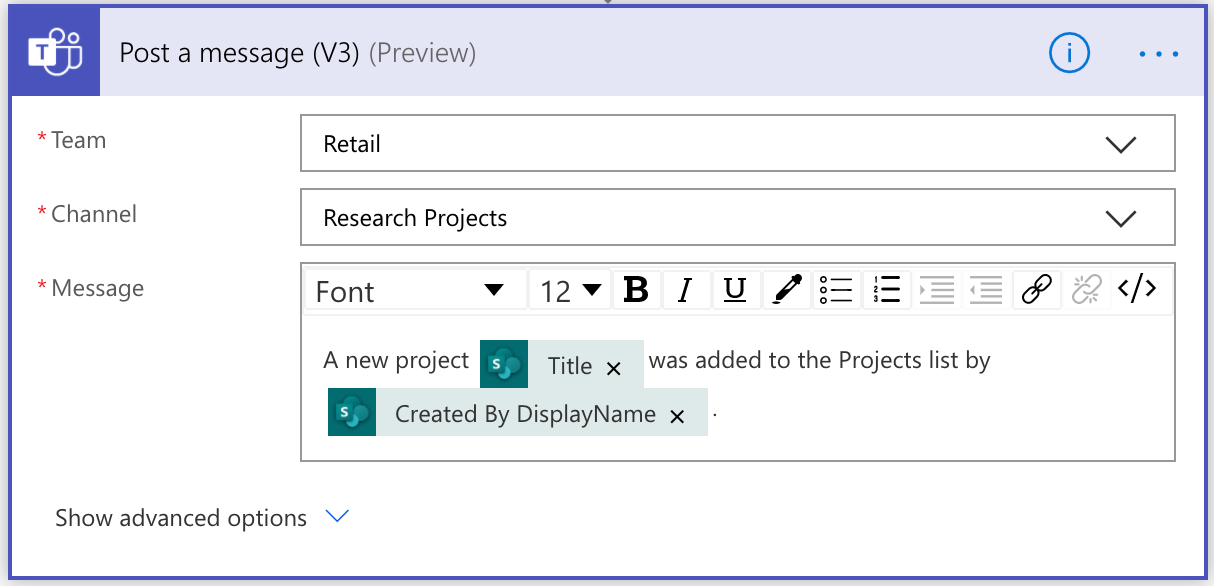 Post a message (V3) (Preview)
* Team
Retail
* Channel
Research Projects
* Message
Font 12 B I U </>
A new project Title × was added to the Projects list by
Created By DisplayName × .
Show advanced options